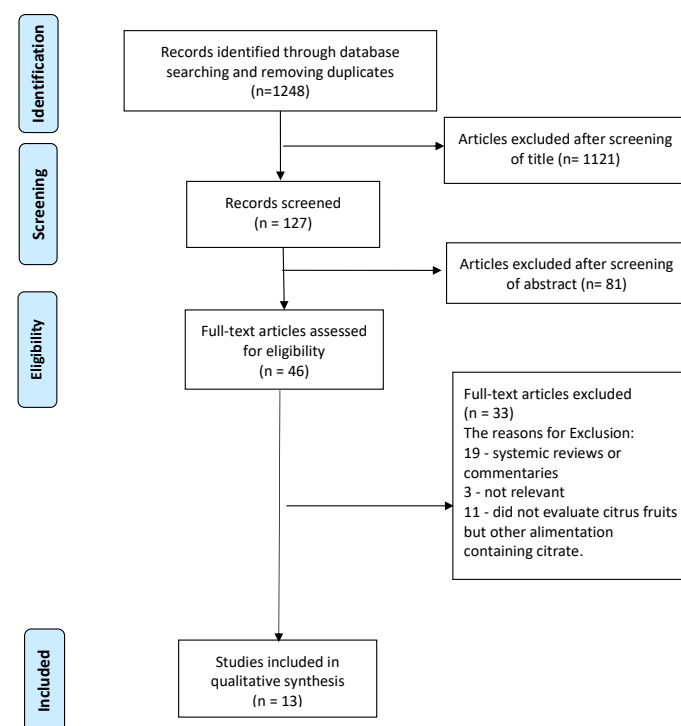 Identification
Records identified through database
searching and removing duplicates
(n=1248)
Articles excluded after screening
of title (n= 1121)
Screening
Records screened
(n = 127)
Articles excluded after screening
of abstract (n= 81)
Eligibility
Full-text articles assessed
for eligibility
(n = 46)
Full-text articles excluded
(n = 33)
The reasons for Exclusion:
19 - systemic reviews or
commentaries
3 - not relevant
11 - did not evaluate citrus fruits
but other alimentation
containing citrate.
Included
Studies included in
qualitative synthesis
(n = 13)